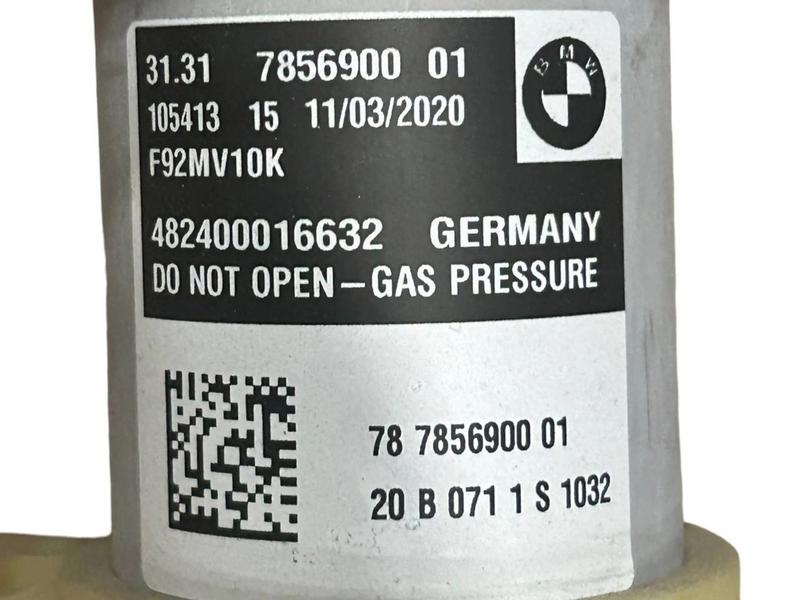 31.31 7856900 01
BMW
105413 15 11/03/2020
F92MV10K
482400016632 GERMANY
DO NOT OPEN – GAS PRESSURE
78 7856900 01
20 B 071 1 S 1032